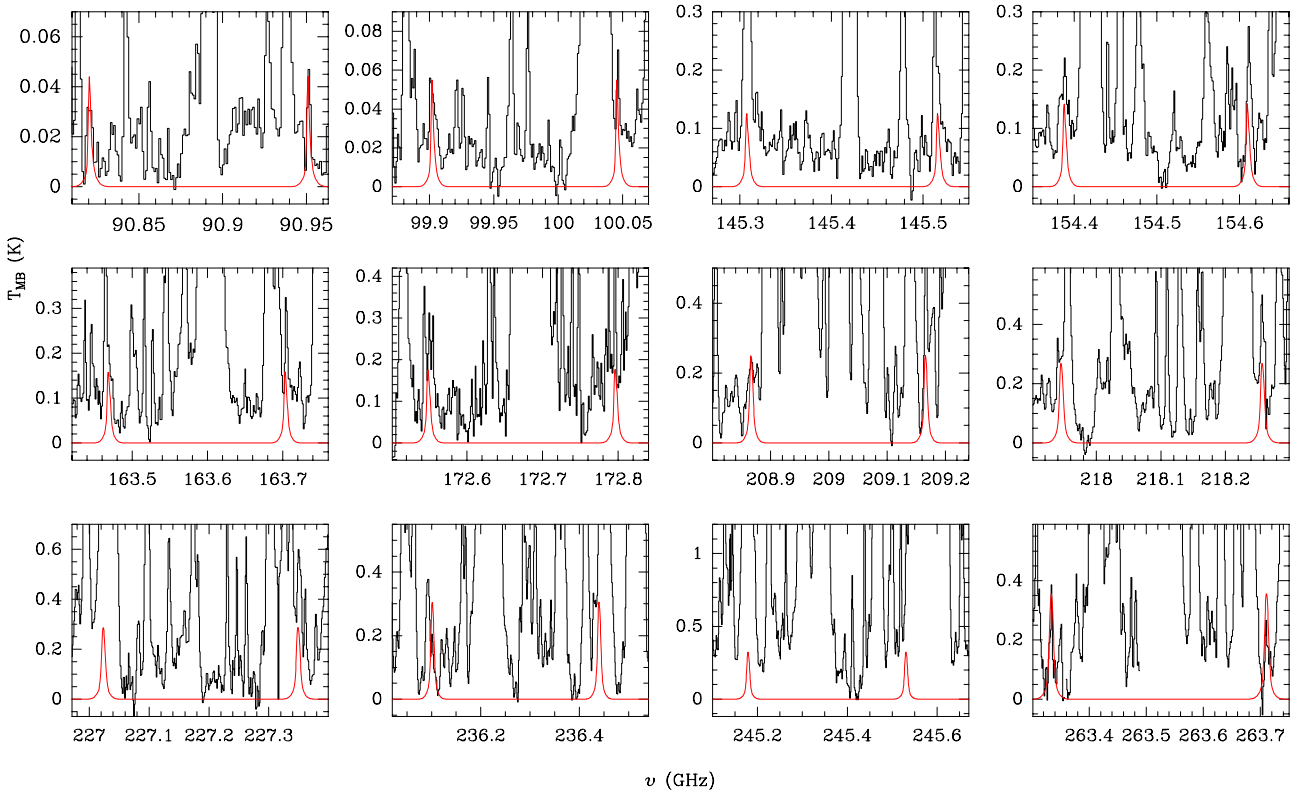 0.06 0.04 0.02 0
90.85 90.9 90.95
0.08 0.06 0.04 0.02 0
99.9 99.95 100 100.05
0.3 0.2 0.1 0
145.3 145.4 145.5
0.3 0.2 0.1 0
154.4 154.5 154.6
T_MB (K)
0.3 0.2 0.1 0
163.5 163.6 163.7
0.4 0.3 0.2 0.1 0
172.6 172.7 172.8
0.4 0.2 0
208.9 209 209.1 209.2
0.4 0.2 0
218 218.1 218.2
0.6 0.4 0.2 0
227 227.1 227.2 227.3
0.4 0.2 0
236.2 236.4
1 0.5 0
245.2 245.4 245.6
0.4 0.2 0
263.4 263.5 263.6 263.7
υ (GHz)